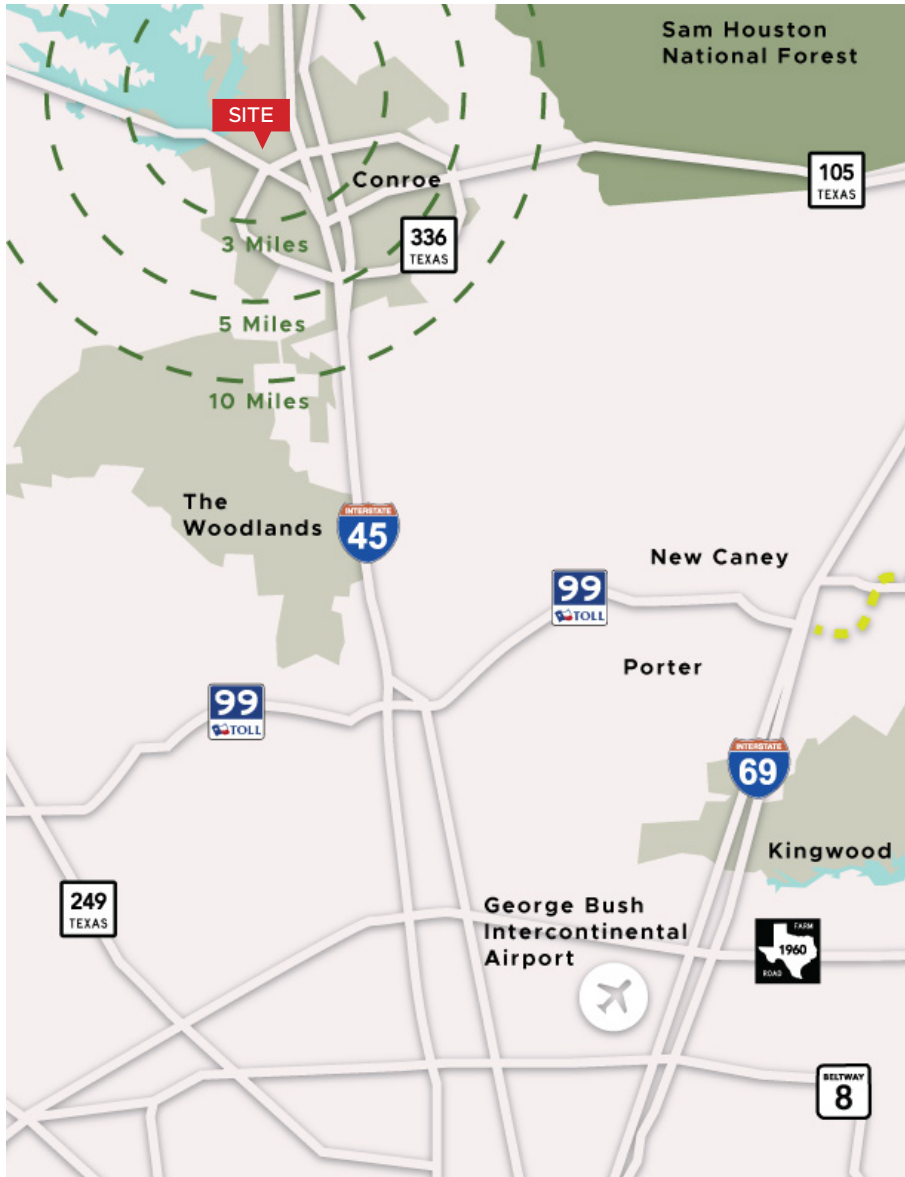 Sam Houston
National Forest
SITE
105
TEXAS
Conroe
336
TEXAS
3 Miles
5 Miles
10 Miles
The
Woodlands
INTERSTATE
45
New Caney
99
TOLL
Porter
99
TOLL
INTERSTATE
69
Kingwood
249
TEXAS
George Bush
Intercontinental
Airport
FARM
1960
ROAD
BELTWAY
8